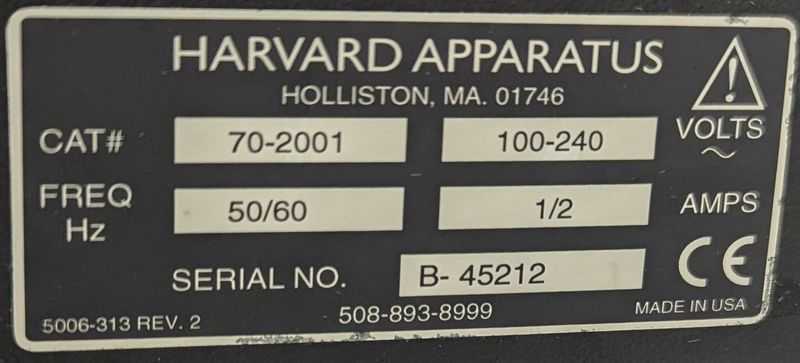 HARVARD APPARATUS
HOLLISTON, MA. 01746
CAT# 70-2001 100-240 VOLTS ~
FREQ Hz 50/60 1/2 AMPS
SERIAL NO. B- 45212 CE
5006-313 REV. 2 508-893-8999 MADE IN USA